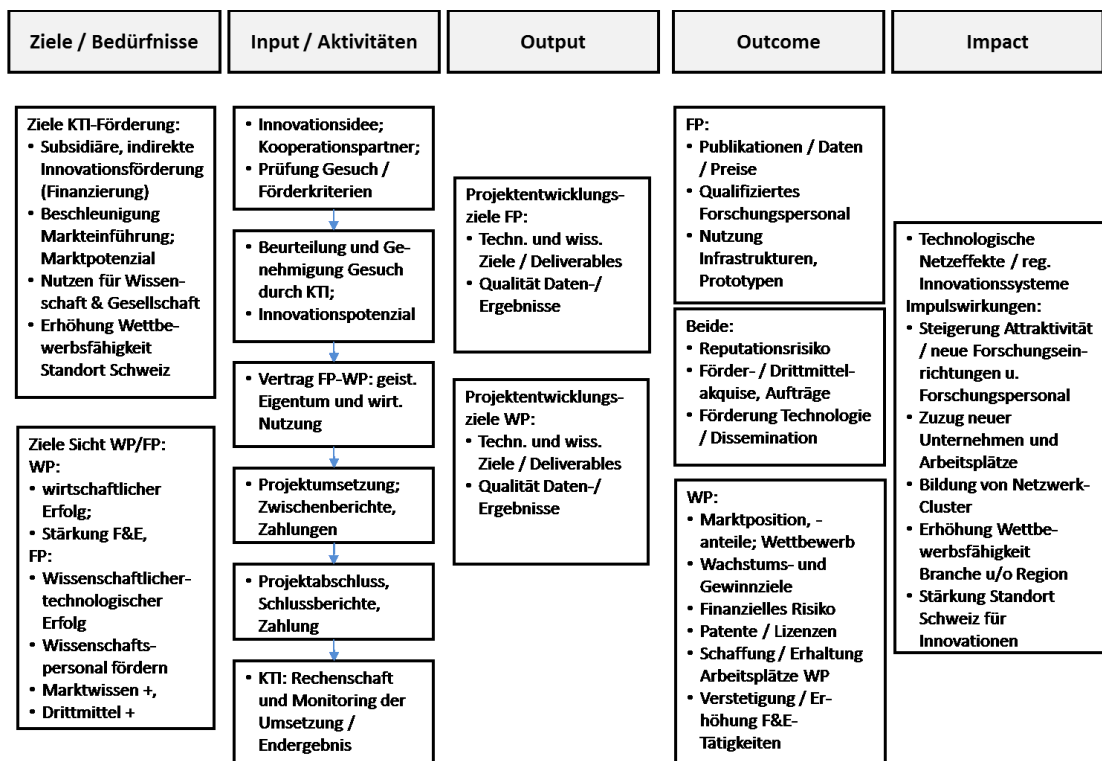 Ziele / Bedürfnisse
Input / Aktivitäten
Output
Outcome
Impact
Ziele KTI-Förderung:
• Subsidiäre, indirekte
Innovationsförderung
(Finanzierung)
• Beschleunigung
Markteinführung;
Marktpotenzial
• Nutzen für Wissen-
schaft & Gesellschaft
• Erhöhung Wettbe-
werbsfähigkeit
Standort Schweiz
Ziele Sicht WP/FP:
WP:
• wirtschaftlicher
Erfolg;
• Stärkung F&E,
FP:
• Wissenschaftlicher-
technologischer
Erfolg
• Wissenschafts-
personal fördern
• Marktwissen +,
• Drittmittel +
• Innovationsidee;
Kooperationspartner;
• Prüfung Gesuch /
Förderkriterien
• Beurteilung und Ge-
nehmigung Gesuch
durch KTI;
• Innovationspotenzial
• Vertrag FP-WP: geist.
Eigentum und wirt.
Nutzung
• Projektumsetzung;
Zwischenberichte,
Zahlungen
• Projektabschluss,
Schlussberichte,
Zahlung
• KTI: Rechenschaft
und Monitoring der
Umsetzung /
Endergebnis
Projektentwicklungs-
ziele FP:
• Techn. und wiss.
Ziele / Deliverables
• Qualität Daten-/
Ergebnisse
Projektentwicklungs-
ziele WP:
• Techn. und wiss.
Ziele / Deliverables
• Qualität Daten-/
Ergebnisse
FP:
• Publikationen / Daten
/ Preise
• Qualifiziertes
Forschungspersonal
• Nutzung
Infrastrukturen,
Prototypen
Beide:
• Reputationsrisiko
• Förder- / Drittmittel-
akquise, Aufträge
• Förderung Technologie
/ Dissemination
WP:
• Marktposition, -
anteile; Wettbewerb
• Wachstums- und
Gewinnziele
• Finanzielles Risiko
• Patente / Lizenzen
• Schaffung / Erhaltung
Arbeitsplätze WP
• Verstetigung / Er-
höhung F&E-
Tätigkeiten
• Technologische
Netzeffekte / reg.
Innovationssysteme
Impulswirkungen:
• Steigerung Attraktivität
/ neue Forschungsein-
richtungen u.
Forschungspersonal
• Zuzug neuer
Unternehmen und
Arbeitsplätze
• Bildung von Netzwerk-
Cluster
• Erhöhung Wettbe-
werbsfähigkeit
Branche u/o Region
• Stärkung Standort
Schweiz für
Innovationen